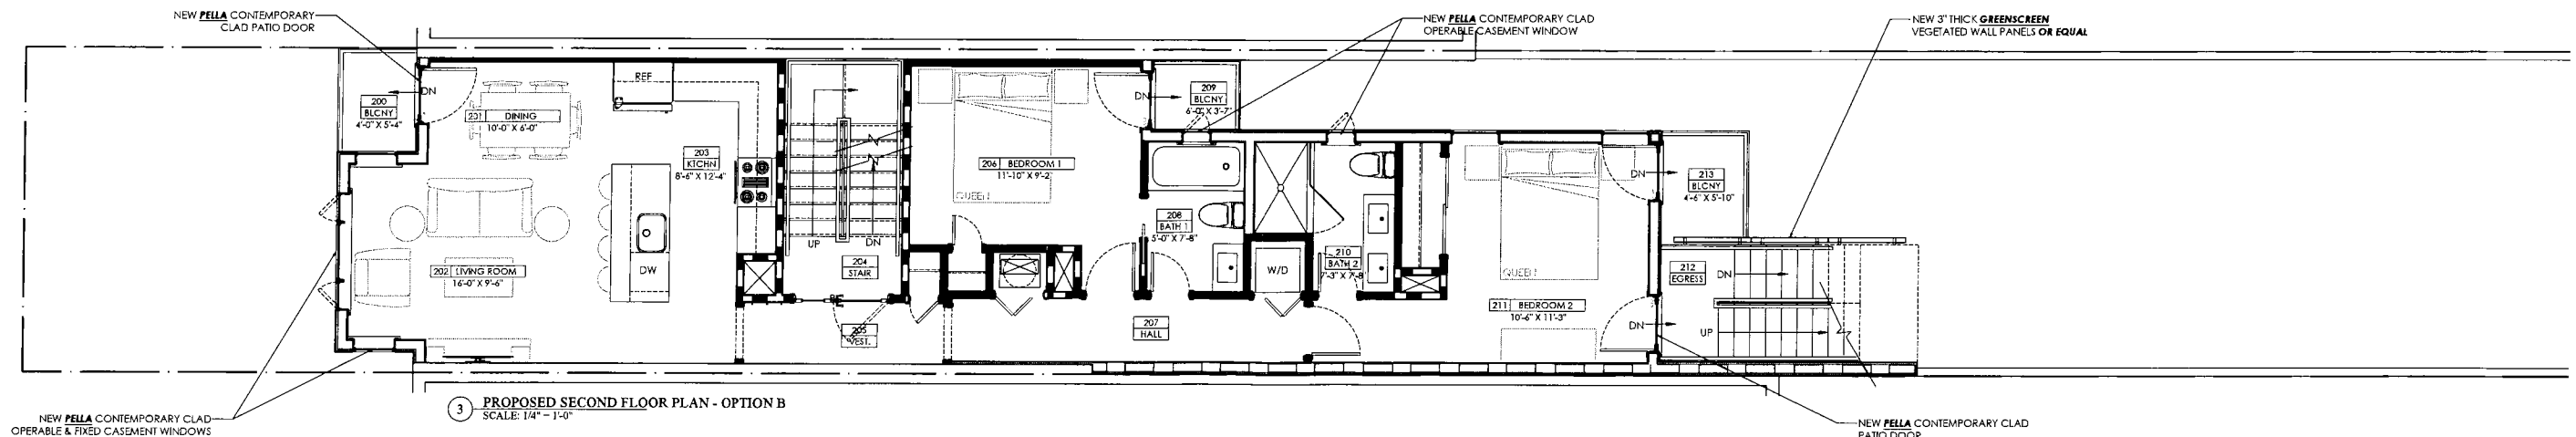 NEW PELLA CONTEMPORARY
CLAD PATIO DOOR
NEW PELLA CONTEMPORARY CLAD
OPERABLE CASEMENT WINDOW
NEW 3" THICK GREENSCREEN
VEGETATED WALL PANELS OR EQUAL
200
BLCNY
4'-0" X 5'-4"
DN
201 DINING
10'-0" X 6'-0"
REF
203
KTCHN
8'-6" X 12'-4"
DW
202 LIVING ROOM
16'-0" X 9'-6"
UP
DN
204
STAIR
205
VEST.
206 BEDROOM 1
11'-10" X 9'-2"
QUEEN
DN
209
BLCNY
6'-0" X 3'-7"
208
BATH 1
5'-0" X 7'-8"
207
HALL
W/D
210
BATH 2
7'-3" X 7'-8"
QUEEN
211 BEDROOM 2
10'-6" X 11'-3"
DN
213
BLCNY
4'-6" X 5'-10"
DN
212
EGRESS
DN
UP
3 PROPOSED SECOND FLOOR PLAN - OPTION B
SCALE: 1/4" = 1'-0"
NEW PELLA CONTEMPORARY CLAD
OPERABLE & FIXED CASEMENT WINDOWS
NEW PELLA CONTEMPORARY CLAD
PATIO DOOR